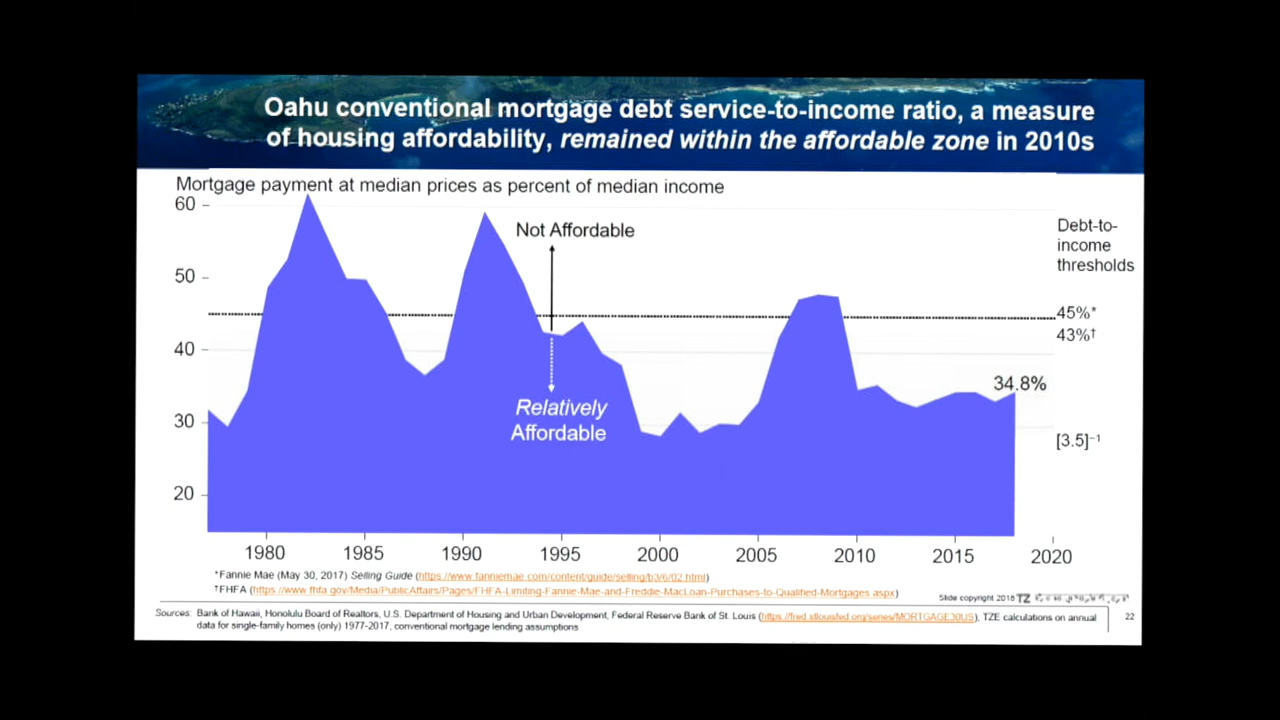 Oahu conventional mortgage debt service-to-income ratio, a measure
of housing affordability, remained within the affordable zone in 2010s
Mortgage payment at median prices as percent of median income
60
50
40
30
20
Not Affordable
Relatively
Affordable
Debt-to-
income
thresholds
45%*
43%†
34.8%
[3.5]⁻¹
1980 1985 1990 1995 2000 2005 2010 2015 2020
*Fannie Mae (May 30, 2017) Selling Guide (https://www.fanniemae.com/content/guide/selling/b3/6/02.html)
†FHFA (https://www.fhfa.gov/Media/PublicAffairs/Pages/FHFA-Limiting-Fannie-Mae-and-Freddie-MacLoan-Purchases-to-Qualified-Mortgages.aspx)
Slide copyright 2018 TZ
Sources: Bank of Hawaii, Honolulu Board of Realtors, U.S. Department of Housing and Urban Development, Federal Reserve Bank of St. Louis (https://fred.stlouisfed.org/series/MORTGAGE30US); TZE calculations on annual
data for single-family homes (only) 1977-2017, conventional mortgage lending assumptions
22